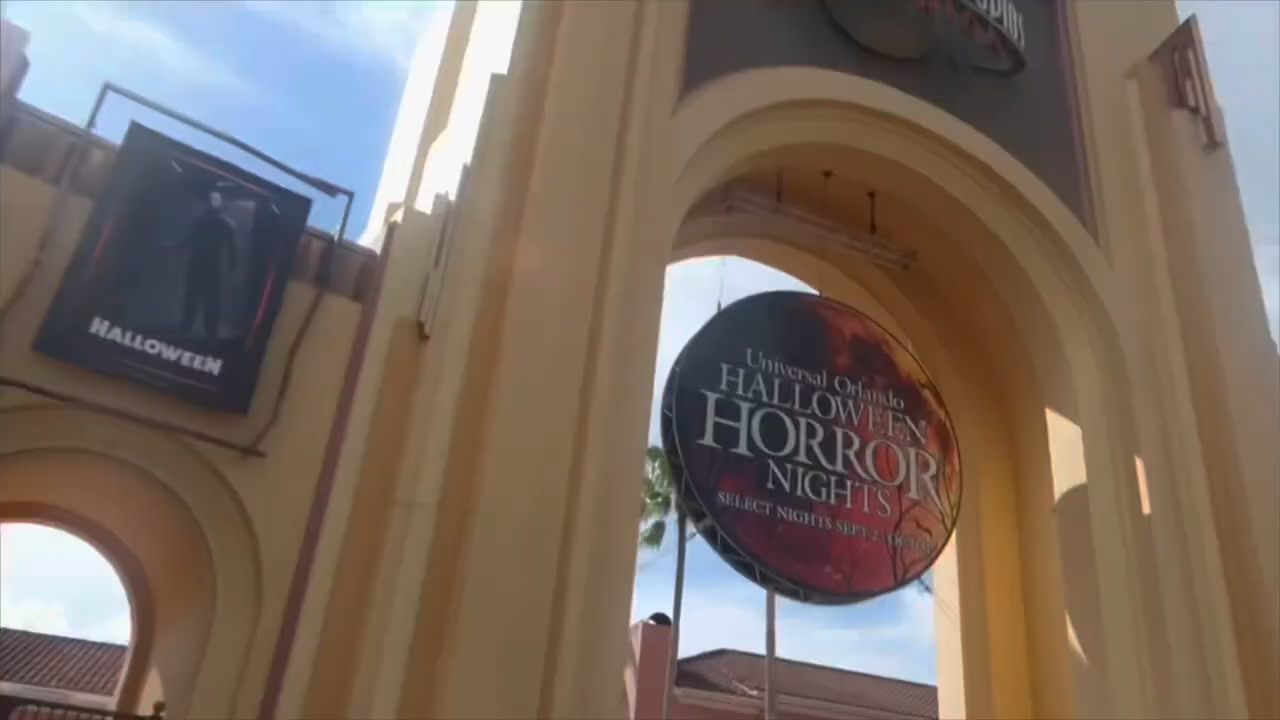 HALLOWEEN
Universal Orlando
HALLOWEEN
HORROR
NIGHTS
SELECT NIGHTS SEPT 2